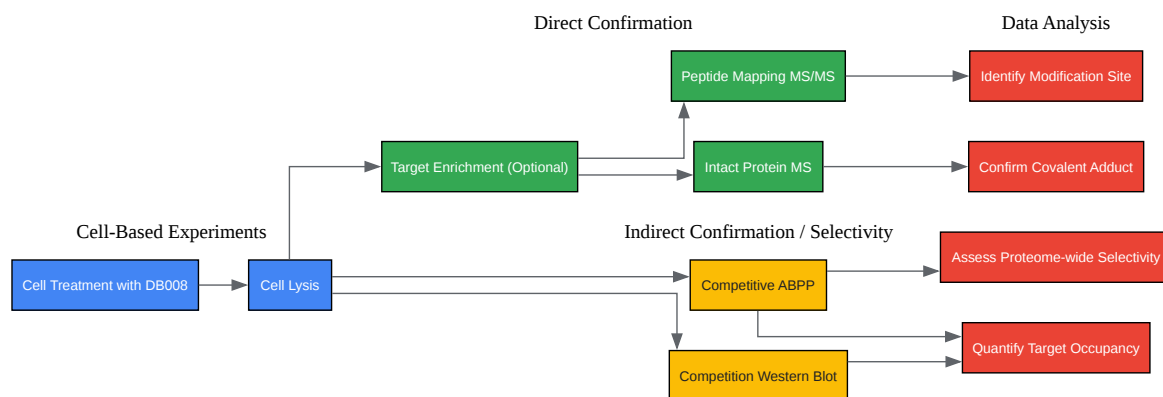 Direct Confirmation
Data Analysis
Peptide Mapping MS/MS
Identify Modification Site
Target Enrichment (Optional)
Intact Protein MS
Confirm Covalent Adduct
Cell-Based Experiments
Indirect Confirmation / Selectivity
Assess Proteome-wide Selectivity
Cell Treatment with DB008
Cell Lysis
Competitive ABPP
Quantify Target Occupancy
Competition Western Blot